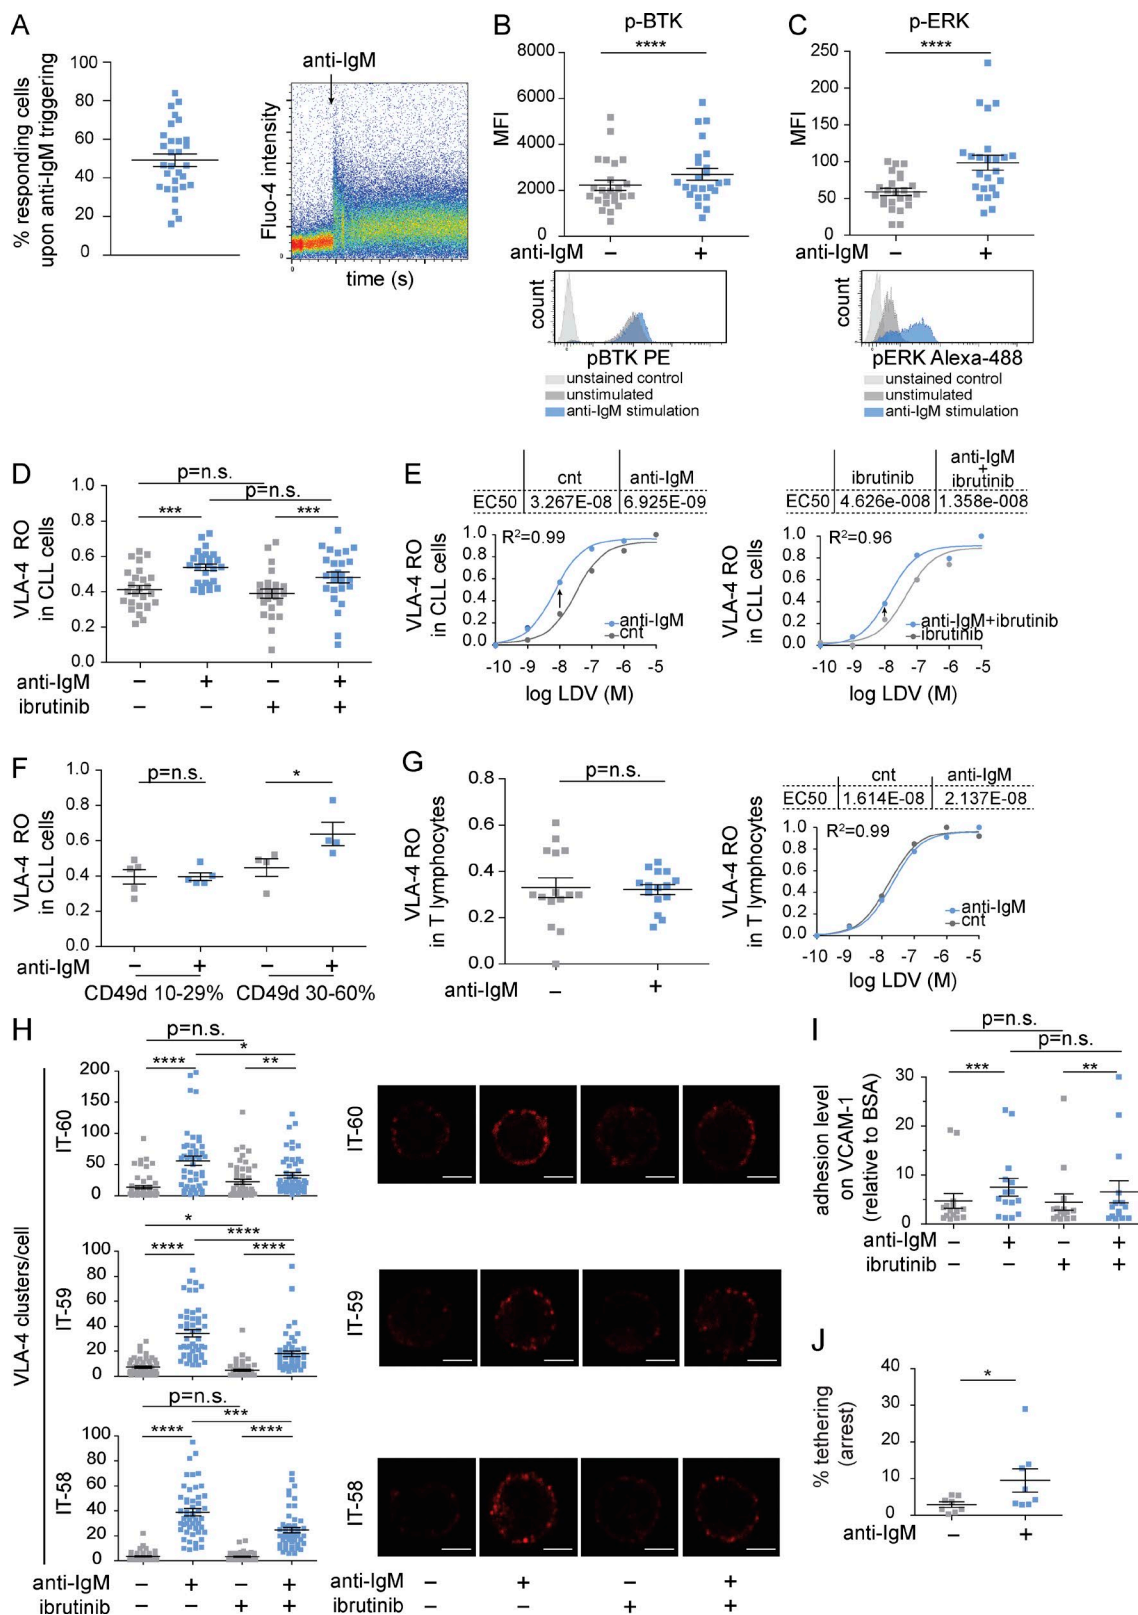 A
% responding cells
upon anti-IgM triggering
100
80
60
40
20
0
anti-IgM
Fluo-4 intensity
0
0
time (s)
B
p-BTK
****
MFI
8000
6000
4000
2000
0
anti-IgM
– +
count
pBTK PE
unstained control
unstimulated
anti-IgM stimulation
C
p-ERK
****
MFI
250
200
150
100
50
0
anti-IgM
– +
count
pERK Alexa-488
unstained control
unstimulated
anti-IgM stimulation
D
p=n.s.
p=n.s.
*** ***
VLA-4 RO
in CLL cells
1.0
0.8
0.6
0.4
0.2
0.0
anti-IgM – + – +
ibrutinib – – + +
E
cnt anti-IgM
EC50 3.267E-08 6.925E-09
VLA-4 RO
in CLL cells
1.0
0.8
0.6
0.4
0.2
0.0
R²=0.99
anti-IgM
cnt
-10 -9 -8 -7 -6 -5
log LDV (M)
ibrutinib anti-IgM
+
ibrutinib
EC50 4.626e-008 1.358e-008
VLA-4 RO
in CLL cells
1.0
0.8
0.6
0.4
0.2
0.0
R²=0.96
anti-IgM+ibrutinib
ibrutinib
-10 -9 -8 -7 -6 -5
log LDV (M)
F
p=n.s. *
VLA-4 RO
in CLL cells
1.0
0.8
0.6
0.4
0.2
0.0
anti-IgM – + – +
CD49d 10-29% CD49d 30-60%
G
p=n.s.
VLA-4 RO
in T lymphocytes
0.8
0.6
0.4
0.2
0.0
anti-IgM – +
cnt anti-IgM
EC50 1.614E-08 2.137E-08
VLA-4 RO
in T lymphocytes
1.0
0.8
0.6
0.4
0.2
0.0
R²=0.99
anti-IgM
cnt
-10 -9 -8 -7 -6 -5
log LDV (M)
H
VLA-4 clusters/cell
IT-60
p=n.s.
*
**** **
200
150
100
50
0
IT-60
IT-59
*
****
**** ****
100
80
60
40
20
0
IT-59
IT-58
p=n.s.
***
**** ****
100
80
60
40
20
0
IT-58
anti-IgM – + – +
ibrutinib – – + +
anti-IgM – + – +
ibrutinib – – + +
I
p=n.s.
p=n.s.
*** **
adhesion level
on VCAM-1
(relative to BSA)
30
20
10
5
0
anti-IgM – + – +
ibrutinib – – + +
J
*
% tethering
(arrest)
40
30
20
10
0
anti-IgM – +